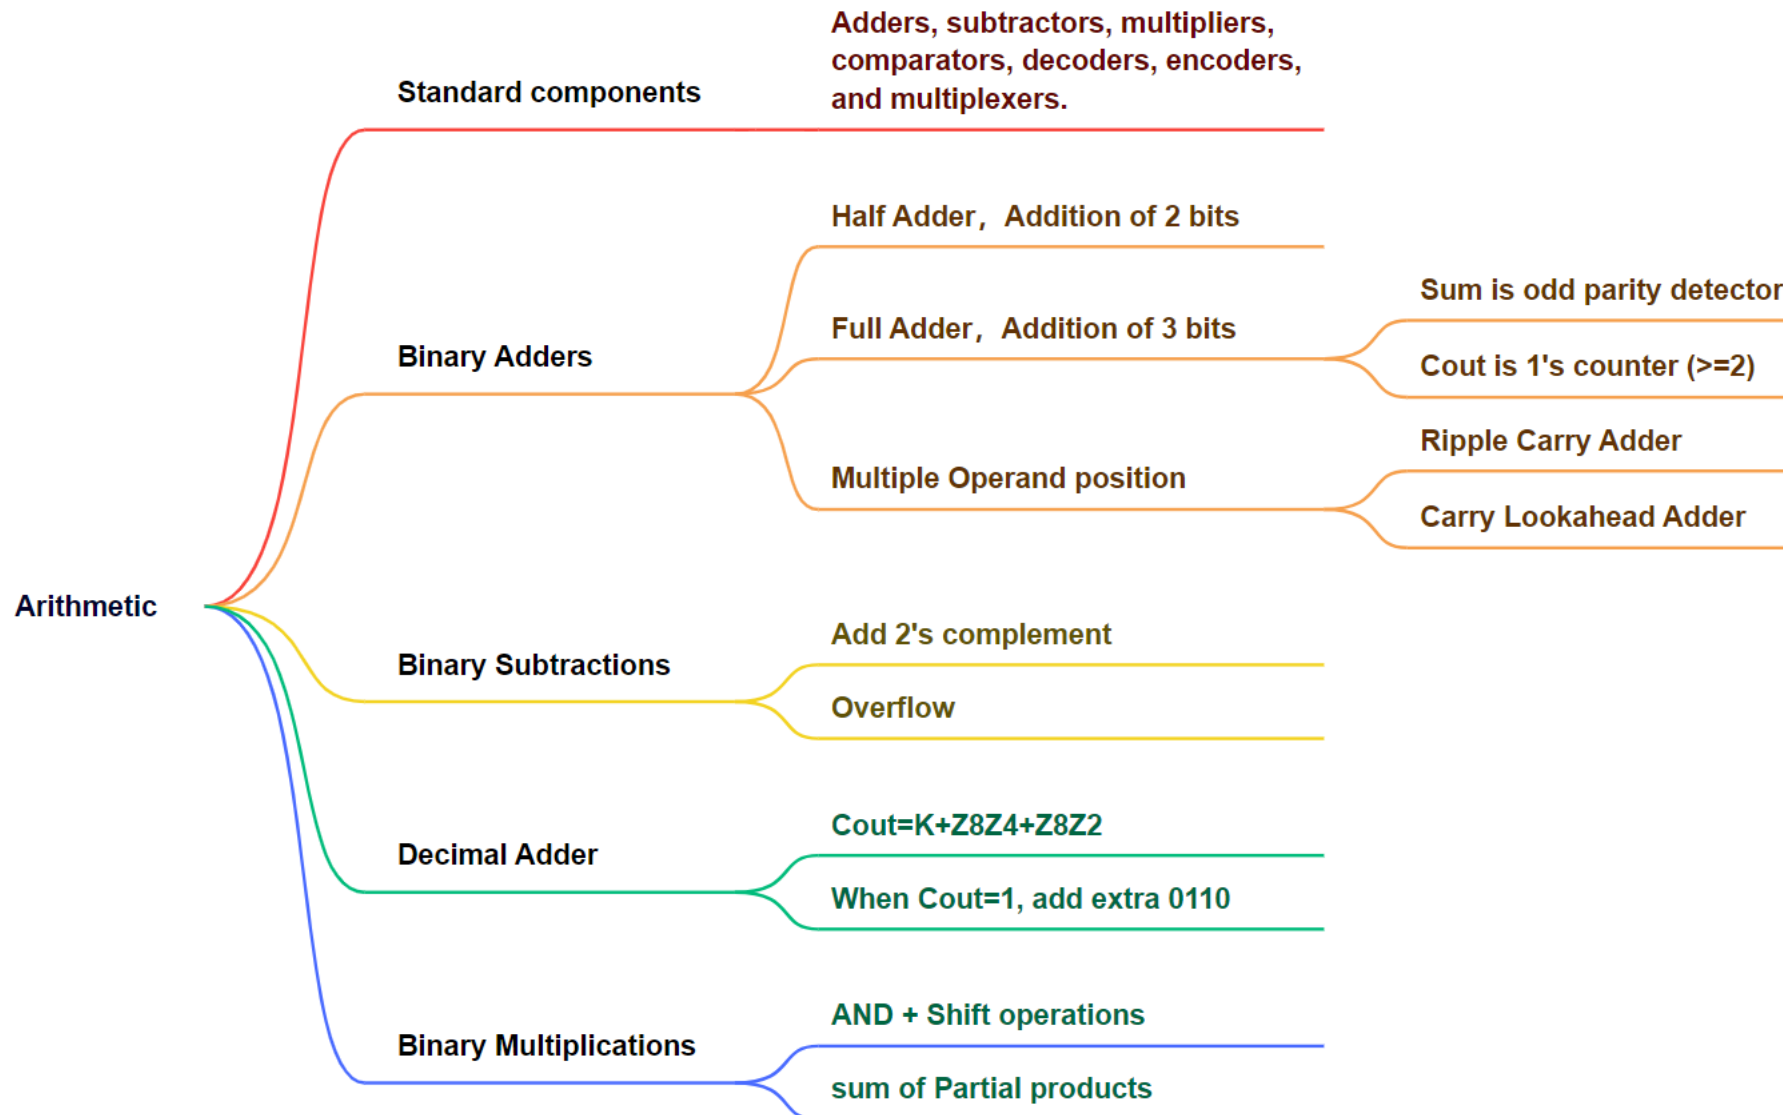 Adders, subtractors, multipliers,
comparators, decoders, encoders,
and multiplexers.
Standard components
Half Adder，Addition of 2 bits
Sum is odd parity detector
Full Adder，Addition of 3 bits
Binary Adders
Cout is 1's counter (>=2)
Ripple Carry Adder
Multiple Operand position
Carry Lookahead Adder
Arithmetic
Add 2's complement
Binary Subtractions
Overflow
Cout=K+Z8Z4+Z8Z2
Decimal Adder
When Cout=1, add extra 0110
AND + Shift operations
Binary Multiplications
sum of Partial products